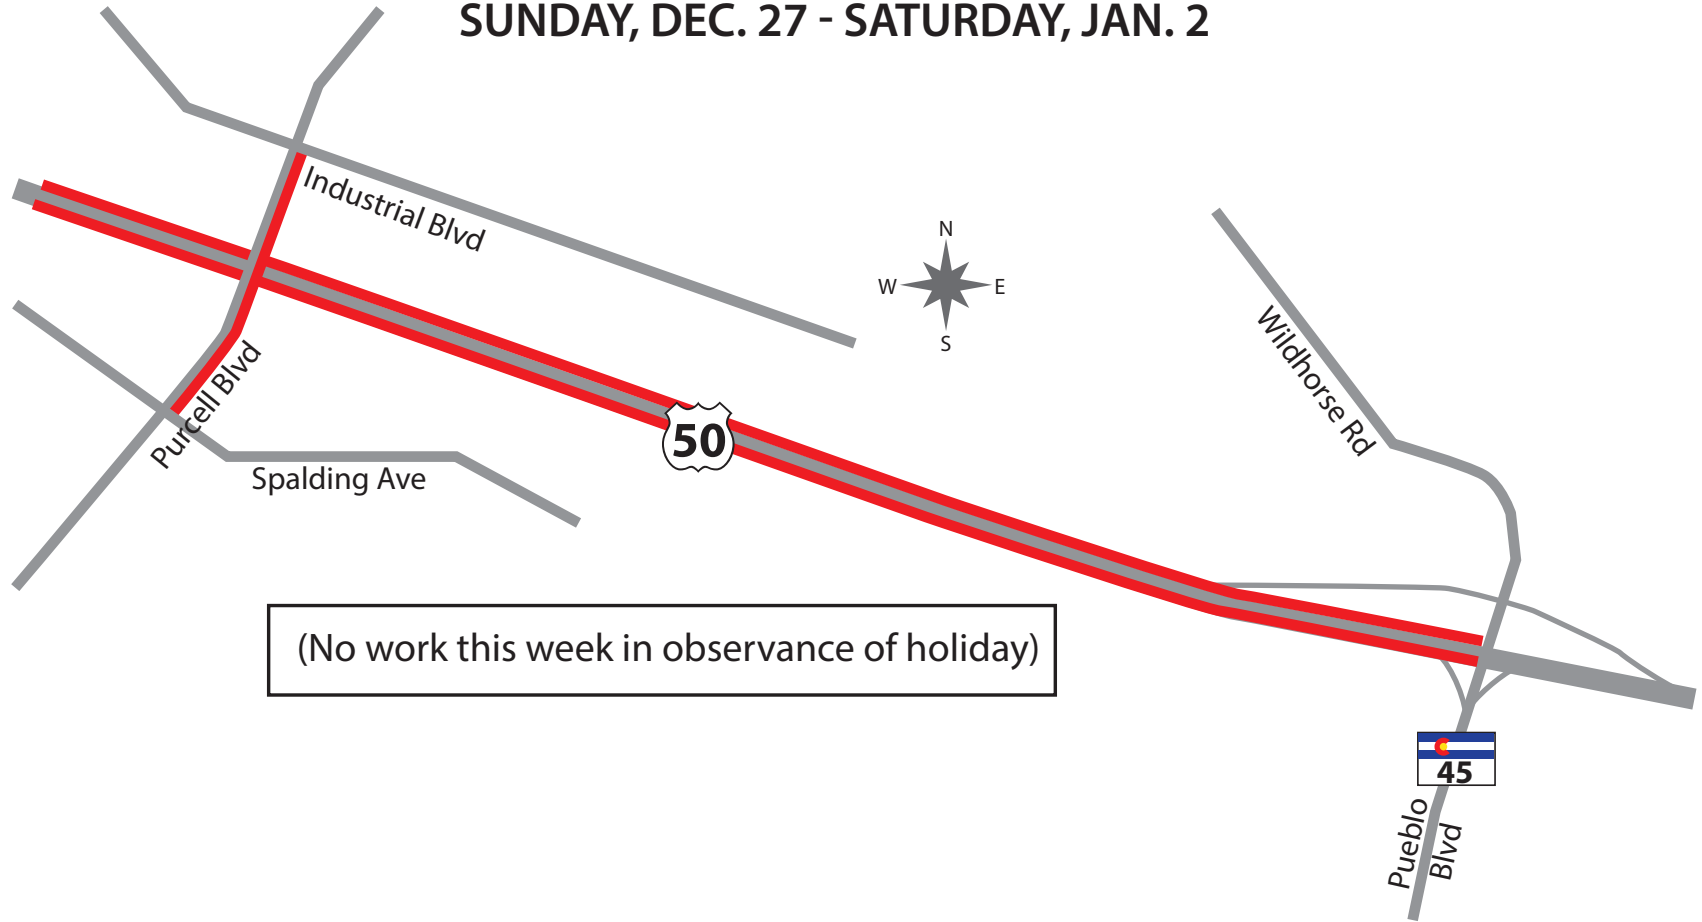 SUNDAY, DEC. 27 - SATURDAY, JAN. 2
Industrial Blvd
N
W
E
S
Wildhorse Rd
Purcell Blvd
50
Spalding Ave
(No work this week in observance of holiday)
45
Pueblo
Blvd